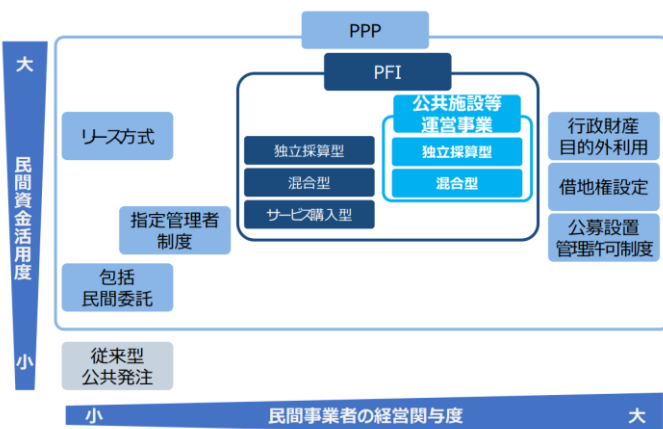 PPP
PFI
大
民間資金活用度
小
リース方式
指定管理者
制度
包括
民間委託
従来型
公共発注
独立採算型
混合型
サービス購入型
公共施設等
運営事業
独立採算型
混合型
行政財産
目的外利用
借地権設定
公募設置
管理許可制度
小
民間事業者の経営関与度
大